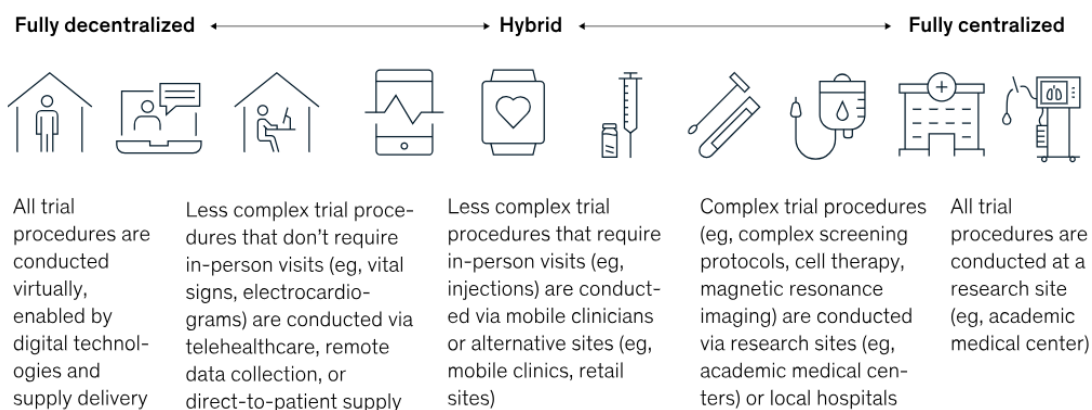 Fully decentralized
Hybrid
Fully centralized
All trial
procedures are
conducted
virtually,
enabled by
digital technol-
ogies and
supply delivery
Less complex trial proce-
dures that don’t require
in-person visits (eg, vital
signs, electrocardio-
grams) are conducted via
telehealthcare, remote
data collection, or
direct-to-patient supply
Less complex trial
procedures that require
in-person visits (eg,
injections) are conduct-
ed via mobile clinicians
or alternative sites (eg,
mobile clinics, retail
sites)
Complex trial procedures
(eg, complex screening
protocols, cell therapy,
magnetic resonance
imaging) are conducted
via research sites (eg,
academic medical cen-
ters) or local hospitals
All trial
procedures are
conducted at a
research site
(eg, academic
medical center)